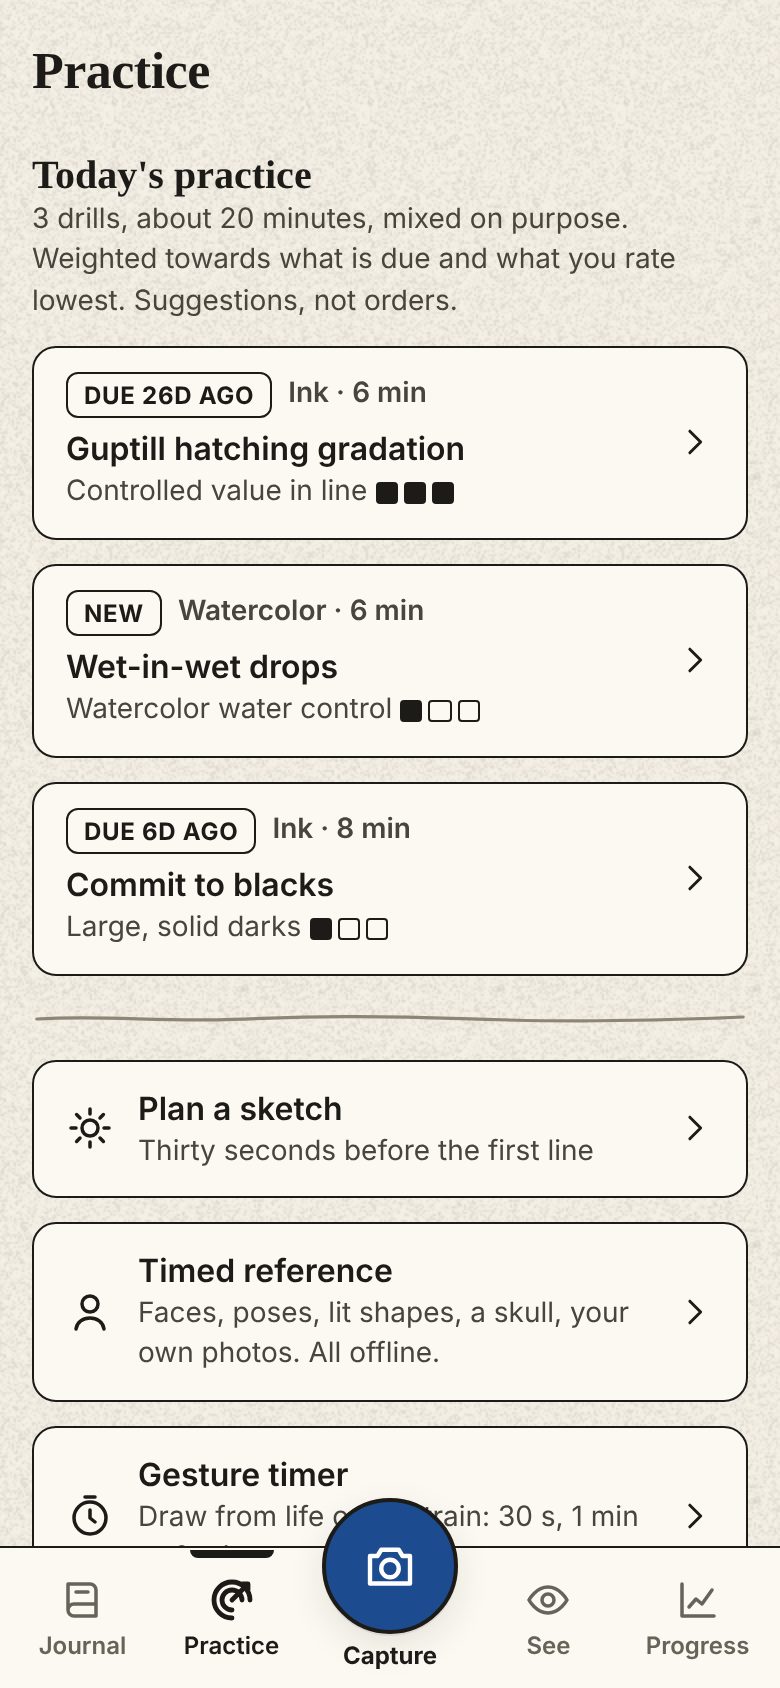 Practice
Today's practice
3 drills, about 20 minutes, mixed on purpose.
Weighted towards what is due and what you rate
lowest. Suggestions, not orders.
DUE 26D AGO Ink · 6 min
Guptill hatching gradation
Controlled value in line
NEW Watercolor · 6 min
Wet-in-wet drops
Watercolor water control
DUE 6D AGO Ink · 8 min
Commit to blacks
Large, solid darks
Plan a sketch
Thirty seconds before the first line
Timed reference
Faces, poses, lit shapes, a skull, your
own photos. All offline.
Gesture timer
Draw from life 30 s, 1 min
Journal
Practice
Capture
See
Progress